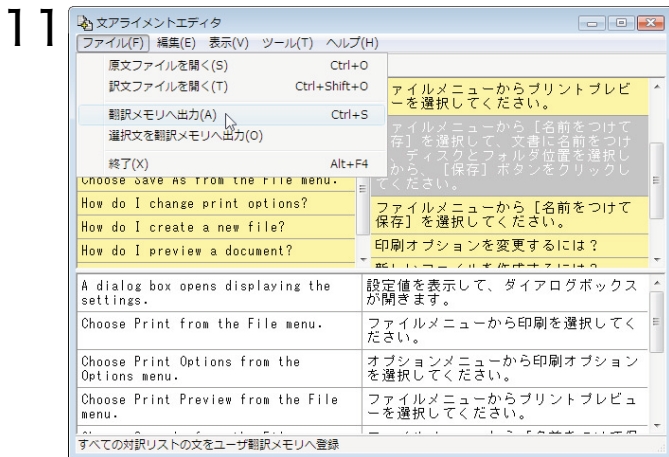 11
文アライメントエディタ
ファイル(F) 編集(E) 表示(V) ツール(T) ヘルプ(H)
原文ファイルを開く(S) Ctrl+O
訳文ファイルを開く(T) Ctrl+Shift+O
翻訳メモリへ出力(A) Ctrl+S
選択文を翻訳メモリへ出力(O)
終了(X) Alt+F4
ァイルメニューからプリントプレビ
ーを選択してください。
ァイルメニューから [名前をつけて
存] を選択して、文書に名前をつけ
、ディスクとフォルダ位置を選択し
から、 [保存] ボタンをクリックし
てください。
Choose Save As from the File menu.
How do I change print options?
How do I create a new file?
How do I preview a document?
ファイルメニューから [名前をつけて
保存] を選択してください。
印刷オプションを変更するには?
新しいファイルを作成するには?
A dialog box opens displaying the
settings.
設定値を表示して、ダイアログボックス
が開きます。
Choose Print from the File menu.
ファイルメニューから印刷を選択してく
ださい。
Choose Print Options from the
Options menu.
オプションメニューから印刷オプション
を選択してください。
Choose Print Preview from the File
menu.
ファイルメニューからプリントプレビュ
ーを選択してください。
すべての対訳リストの文をユーザ翻訳メモリへ登録